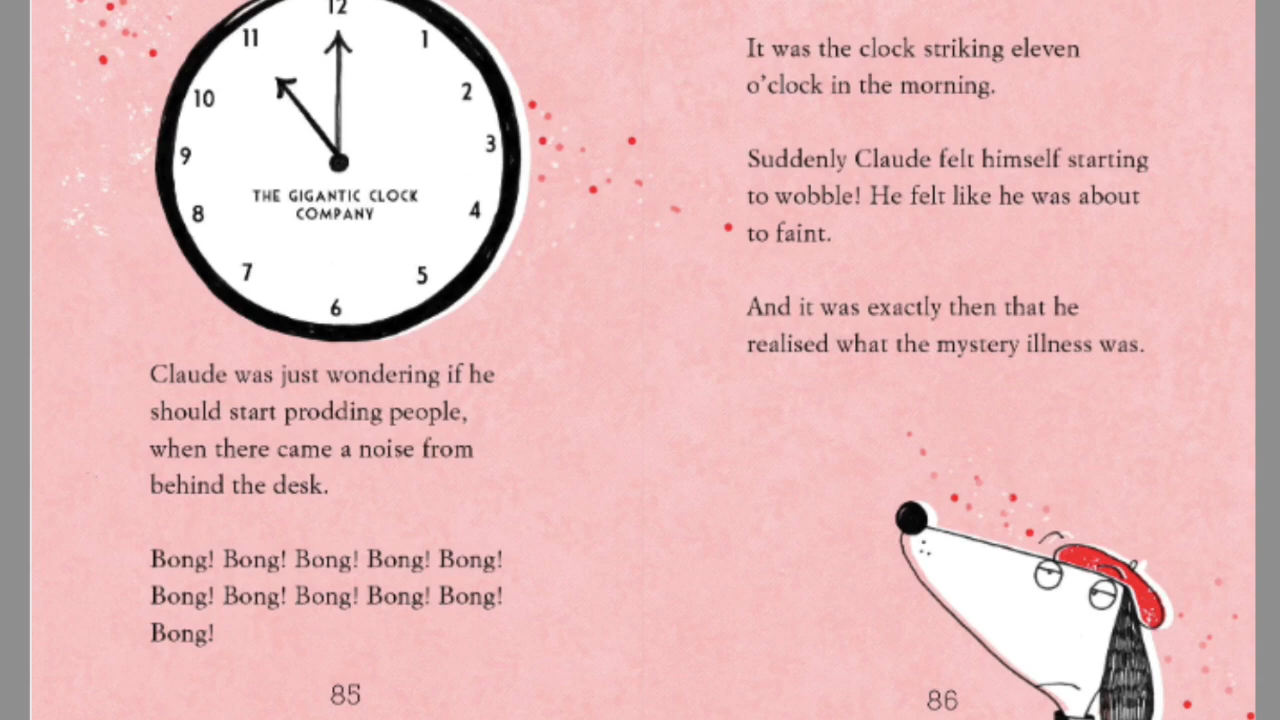 12
11
1
10
2
9
3
THE GIGANTIC CLOCK
COMPANY
8
4
7
5
6
Claude was just wondering if he
should start prodding people,
when there came a noise from
behind the desk.
Bong! Bong! Bong! Bong! Bong!
Bong! Bong! Bong! Bong! Bong!
Bong!
85
It was the clock striking eleven
o’clock in the morning.
Suddenly Claude felt himself starting
to wobble! He felt like he was about
to faint.
And it was exactly then that he
realised what the mystery illness was.
86